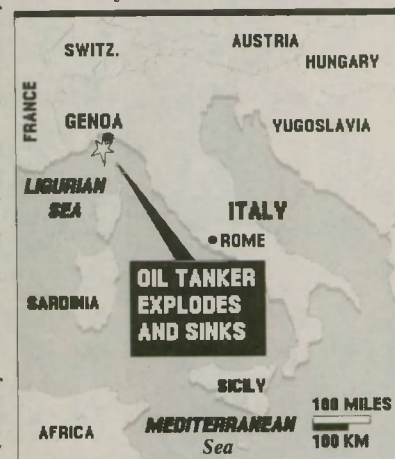 SWITZ.
AUSTRIA
HUNGARY
FRANCE
GENOA
YUGOSLAVIA
LIGURIAN
SEA
ITALY
ROME
OIL TANKER
EXPLODES
AND SINKS
SARDINIA
SICILY
100 MILES
AFRICA
MEDITERRANEAN
Sea
100 KM